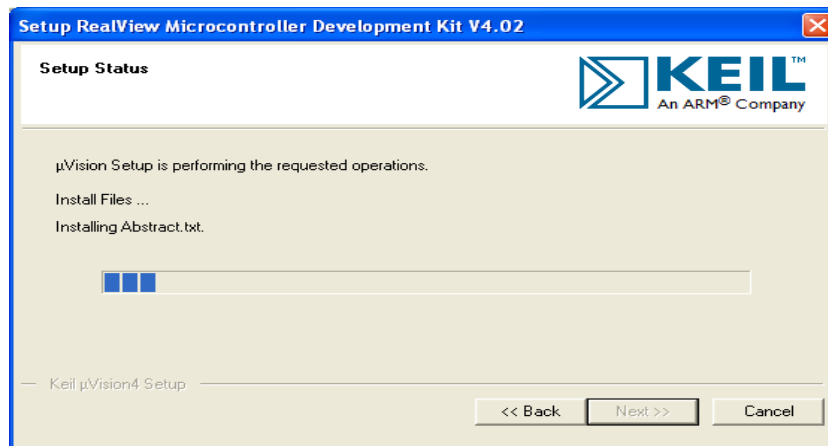 Setup RealView Microcontroller Development Kit V4.02
Setup Status
KEIL™
An ARM® Company
µVision Setup is performing the requested operations.
Install Files ...
Installing Abstract.txt.
Keil µVision4 Setup
<< Back Next >> Cancel